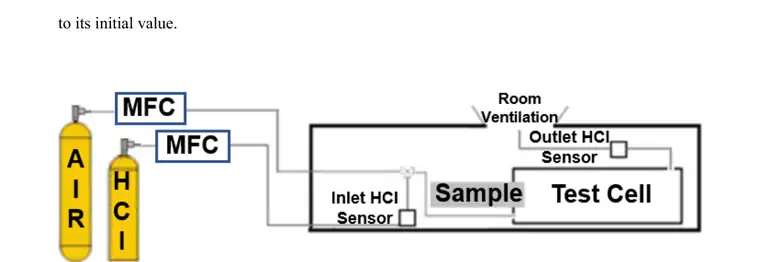 to its initial value.
MFC
MFC
A
I
R
H
C
I
Room
Ventilation
Outlet HCl
Sensor
Inlet HCl
Sensor
Sample
Test Cell